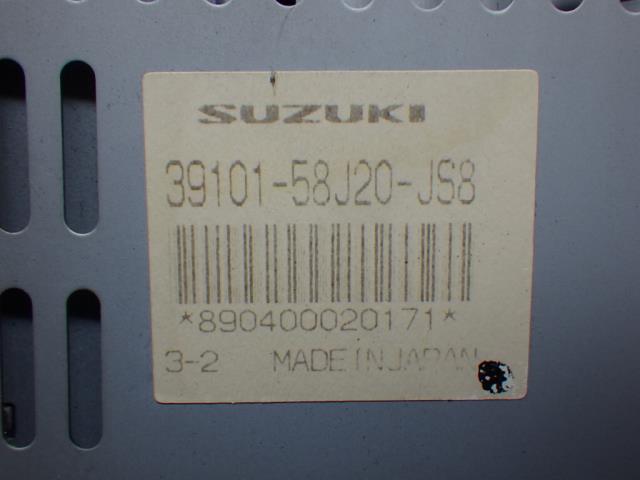 SUZUKI
39101-58J20-JS8
*890400020171*
3-2 MADE IN JAPAN